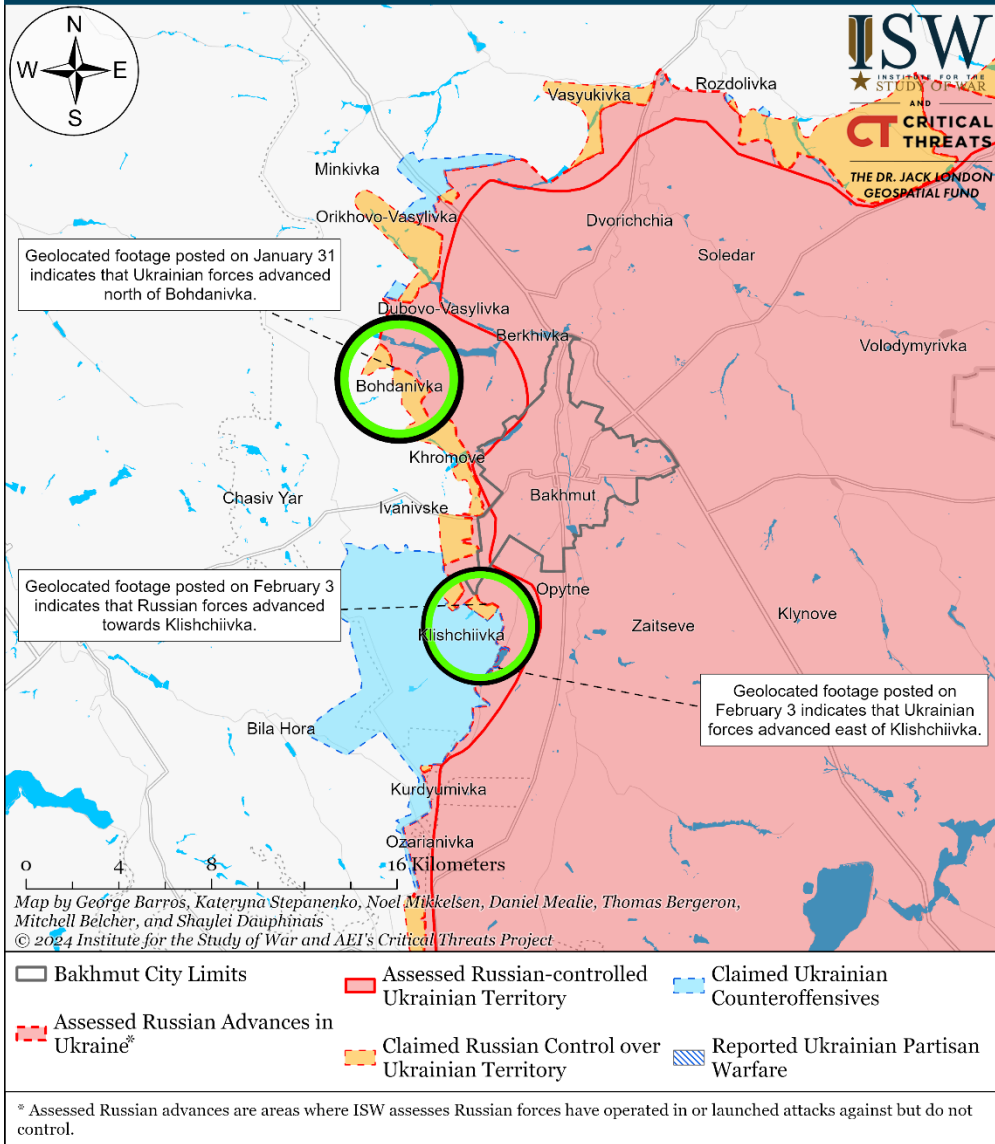 N
W E
S
ISW
INSTITUTE FOR THE
STUDY OF WAR
AND
CT CRITICAL
THREATS
THE DR. JACK LONDON
GEOSPATIAL FUND
Vasyukivka
Rozdolivka
Minkivka
Orikhovo-Vasylivka
Dvorichchia
Soledar
Geolocated footage posted on January 31
indicates that Ukrainian forces advanced
north of Bohdanivka.
Dubovo-Vasylivka
Berkhivka
Volodymyrivka
Bohdanivka
Khromove
Chasiv Yar
Bakhmut
Ivanivske
Geolocated footage posted on February 3
indicates that Russian forces advanced
towards Klishchiivka.
Opytne
Klishchiivka
Zaitseve
Klynove
Geolocated footage posted on
February 3 indicates that Ukrainian
forces advanced east of Klishchiivka.
Bila Hora
Kurdyumivka
Ozarianivka
0 4 8 16 Kilometers
Map by George Barros, Kateryna Stepanenko, Noel Mikkelsen, Daniel Mealie, Thomas Bergeron,
Mitchell Belcher, and Shaylei Dauphinais
© 2024 Institute for the Study of War and AEI's Critical Threats Project
Bakhmut City Limits
Assessed Russian Advances in
Ukraine*
Assessed Russian-controlled
Ukrainian Territory
Claimed Russian Control over
Ukrainian Territory
Claimed Ukrainian
Counteroffensives
Reported Ukrainian Partisan
Warfare
* Assessed Russian advances are areas where ISW assesses Russian forces have operated in or launched attacks against but do not
control.